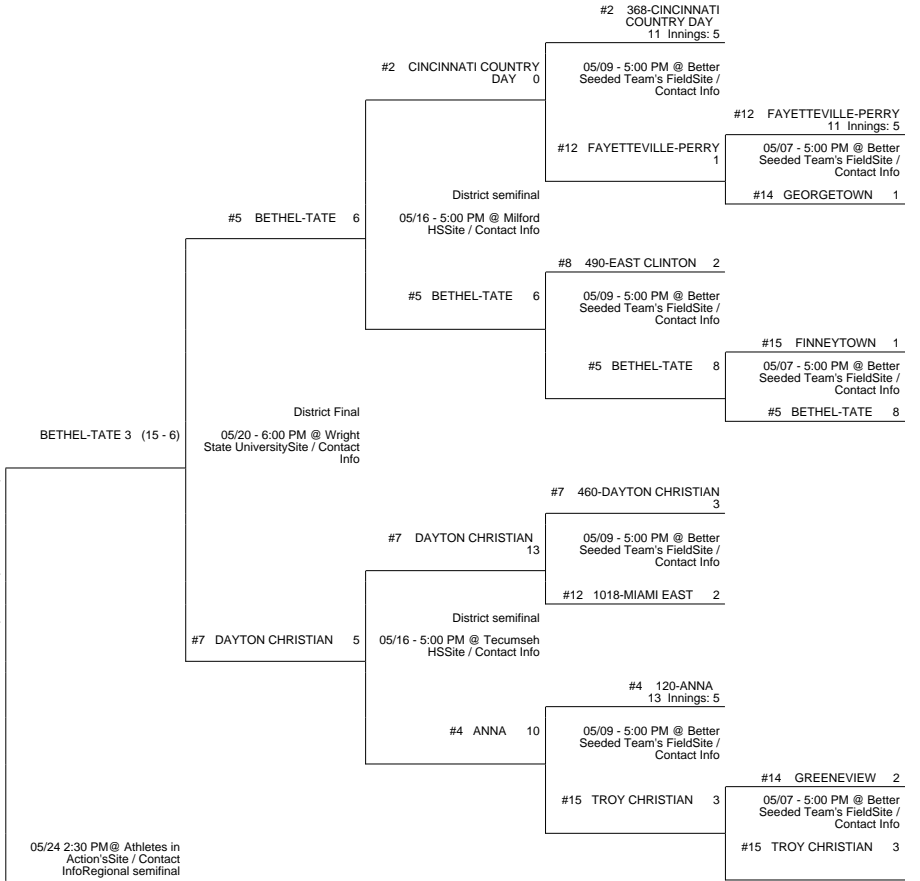 #2 368-CINCINNATI
COUNTRY DAY
11 Innings: 5
#2 CINCINNATI COUNTRY
DAY 0
05/09 - 5:00 PM @ Better
Seeded Team's FieldSite /
Contact Info
#12 FAYETTEVILLE-PERRY
11 Innings: 5
#12 FAYETTEVILLE-PERRY
1
05/07 - 5:00 PM @ Better
Seeded Team's FieldSite /
Contact Info
#14 GEORGETOWN 1
District semifinal
05/16 - 5:00 PM @ Milford
HSSite / Contact Info
#5 BETHEL-TATE 6
#8 490-EAST CLINTON 2
#5 BETHEL-TATE 6
05/09 - 5:00 PM @ Better
Seeded Team's FieldSite /
Contact Info
#15 FINNEYTOWN 1
#5 BETHEL-TATE 8
05/07 - 5:00 PM @ Better
Seeded Team's FieldSite /
Contact Info
#5 BETHEL-TATE 8
District Final
05/20 - 6:00 PM @ Wright
State UniversitySite / Contact
Info
BETHEL-TATE 3 (15 - 6)
#7 460-DAYTON CHRISTIAN
3
#7 DAYTON CHRISTIAN
13
05/09 - 5:00 PM @ Better
Seeded Team's FieldSite /
Contact Info
#12 1018-MIAMI EAST 2
District semifinal
05/16 - 5:00 PM @ Tecumseh
HSSite / Contact Info
#7 DAYTON CHRISTIAN 5
#4 120-ANNA
13 Innings: 5
#4 ANNA 10
05/09 - 5:00 PM @ Better
Seeded Team's FieldSite /
Contact Info
#14 GREENEVIEW 2
#15 TROY CHRISTIAN 3
05/07 - 5:00 PM @ Better
Seeded Team's FieldSite /
Contact Info
#15 TROY CHRISTIAN 3
05/24 2:30 PM@ Athletes in
Action'sSite / Contact
InfoRegional semifinal